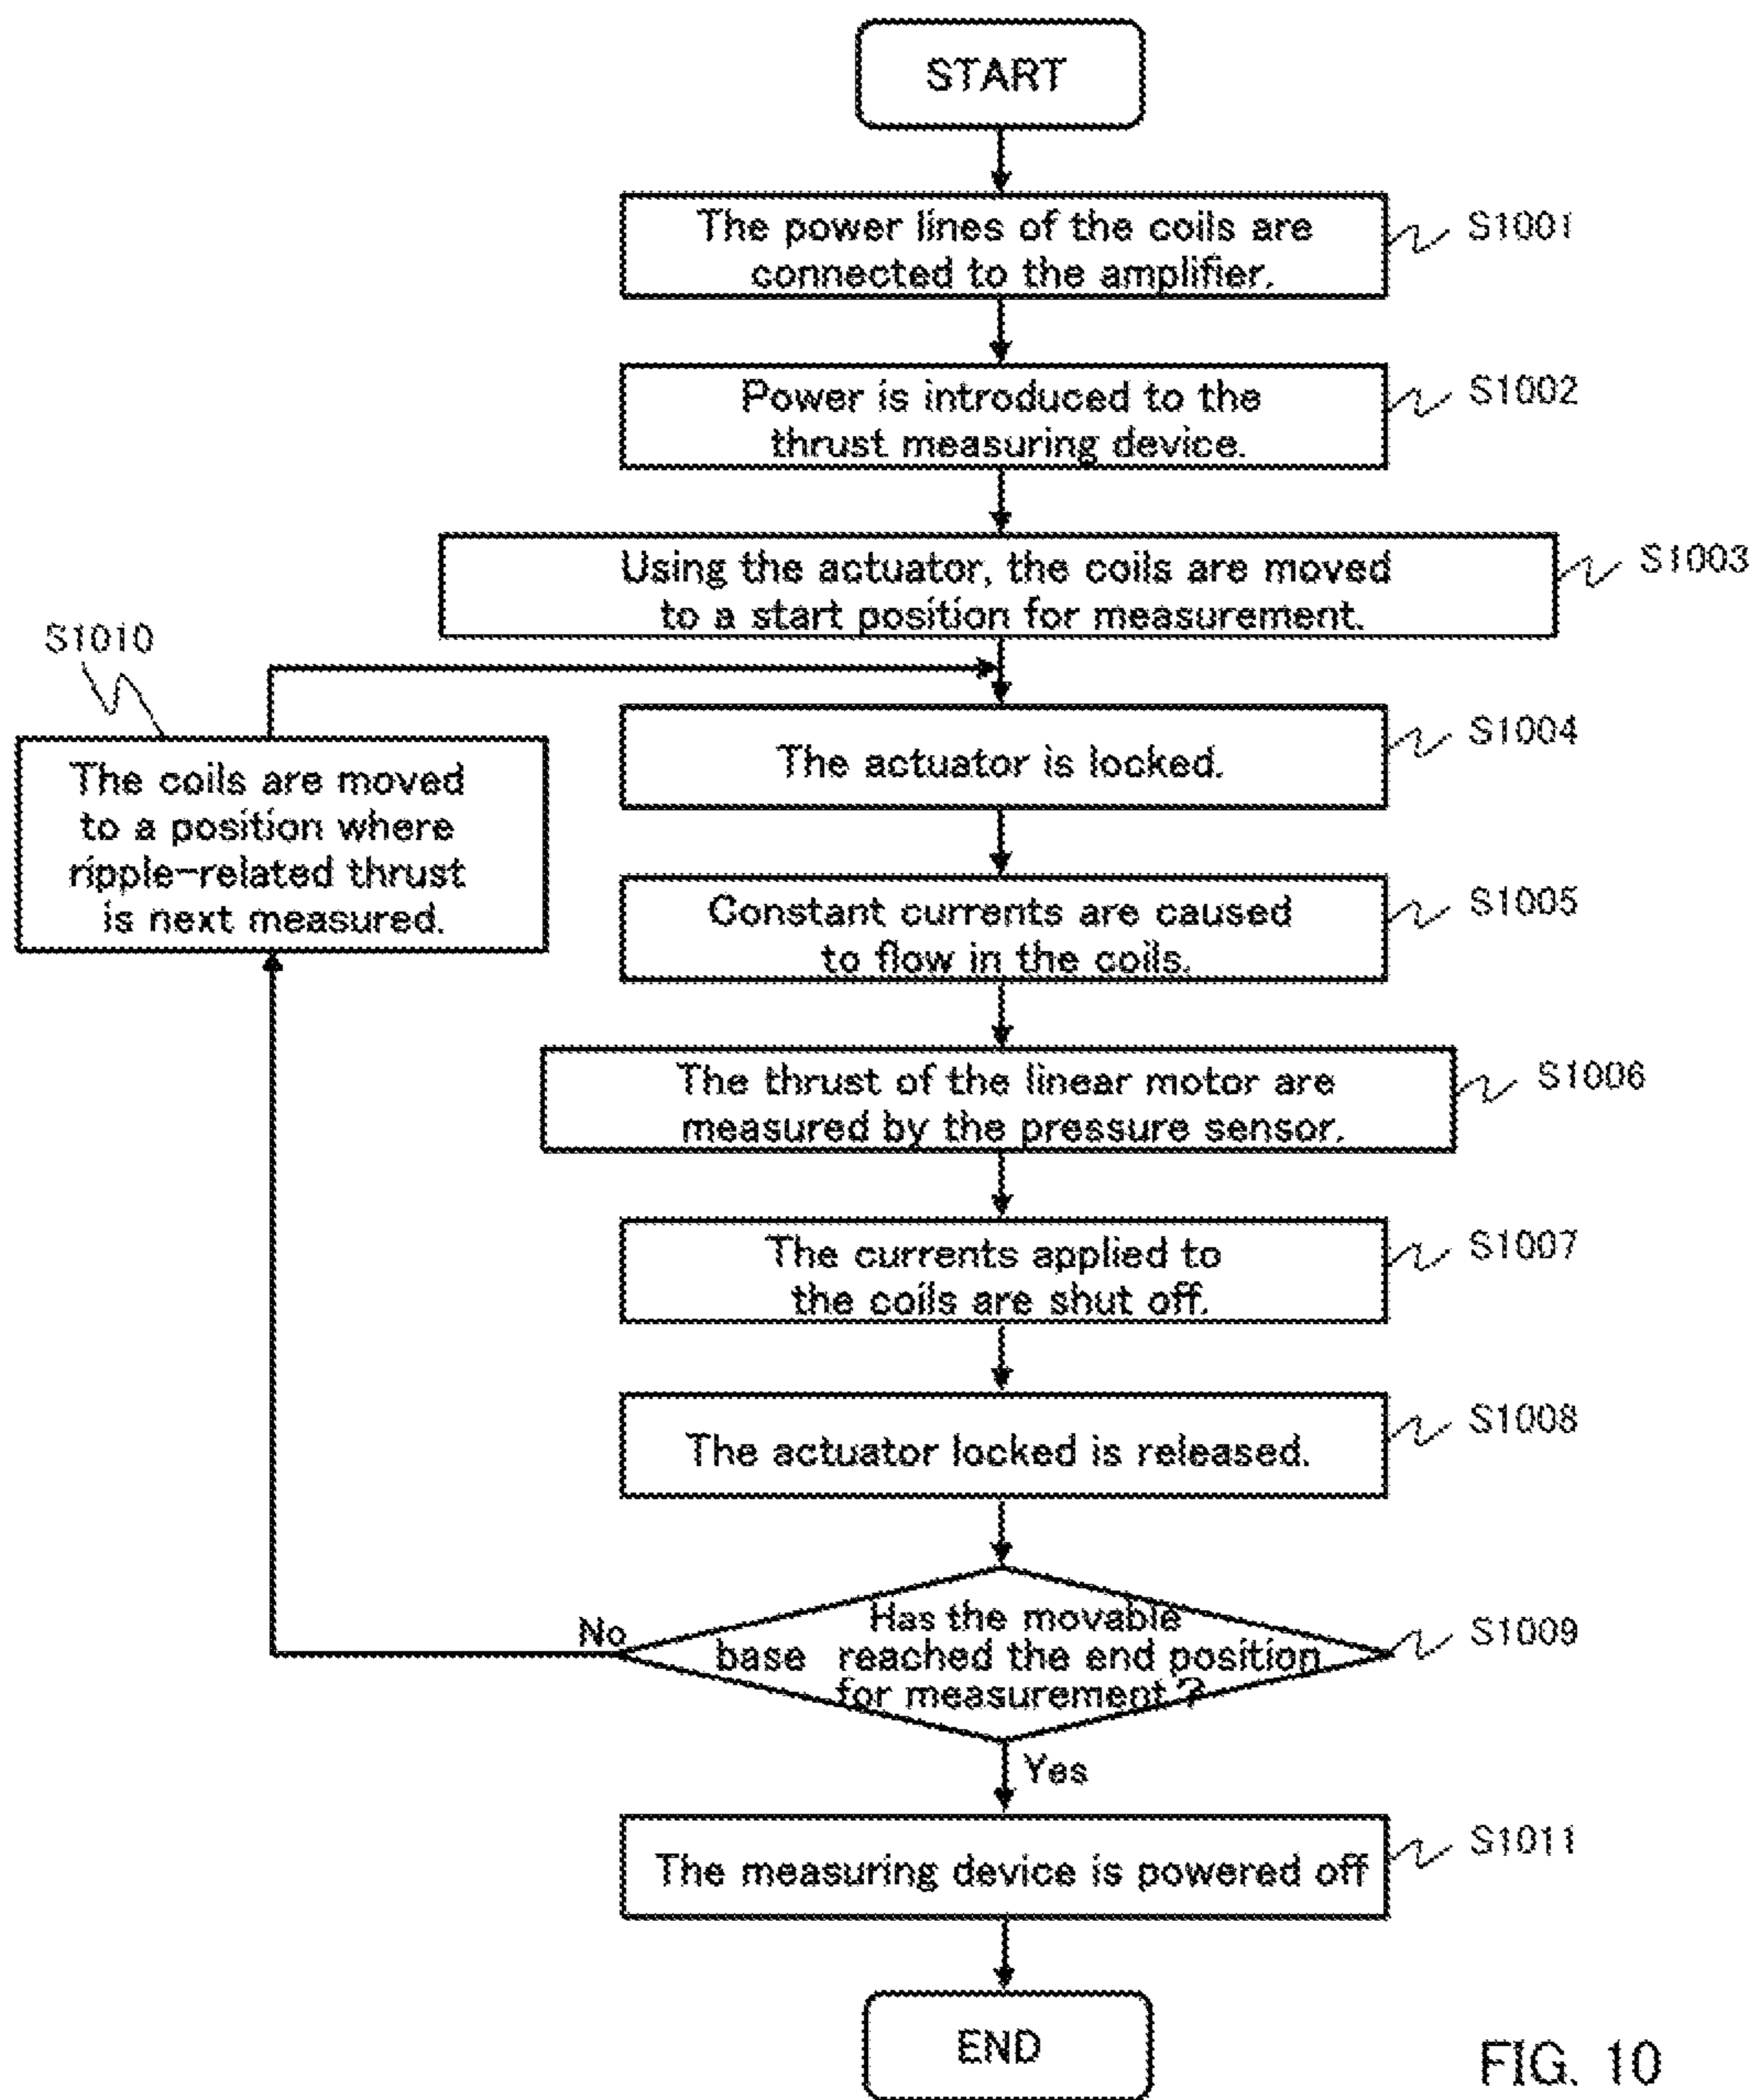 START
The power lines of the coils are
connected to the amplifier.
S1001
Power is introduced to the
thrust measuring device.
S1002
Using the actuator, the coils are moved
to a start position for measurement.
S1003
S1010
The coils are moved
to a position where
ripple-related thrust
is next measured.
The actuator is locked.
S1004
Constant currents are caused
to flow in the coils.
S1005
The thrust of the linear motor are
measured by the pressure sensor.
S1006
The currents applied to
the coils are shut off.
S1007
The actuator locked is released.
S1008
No
Has the movable
base reached the end position
for measurement?
S1009
Yes
The measuring device is powered off
S1011
END
FIG. 10